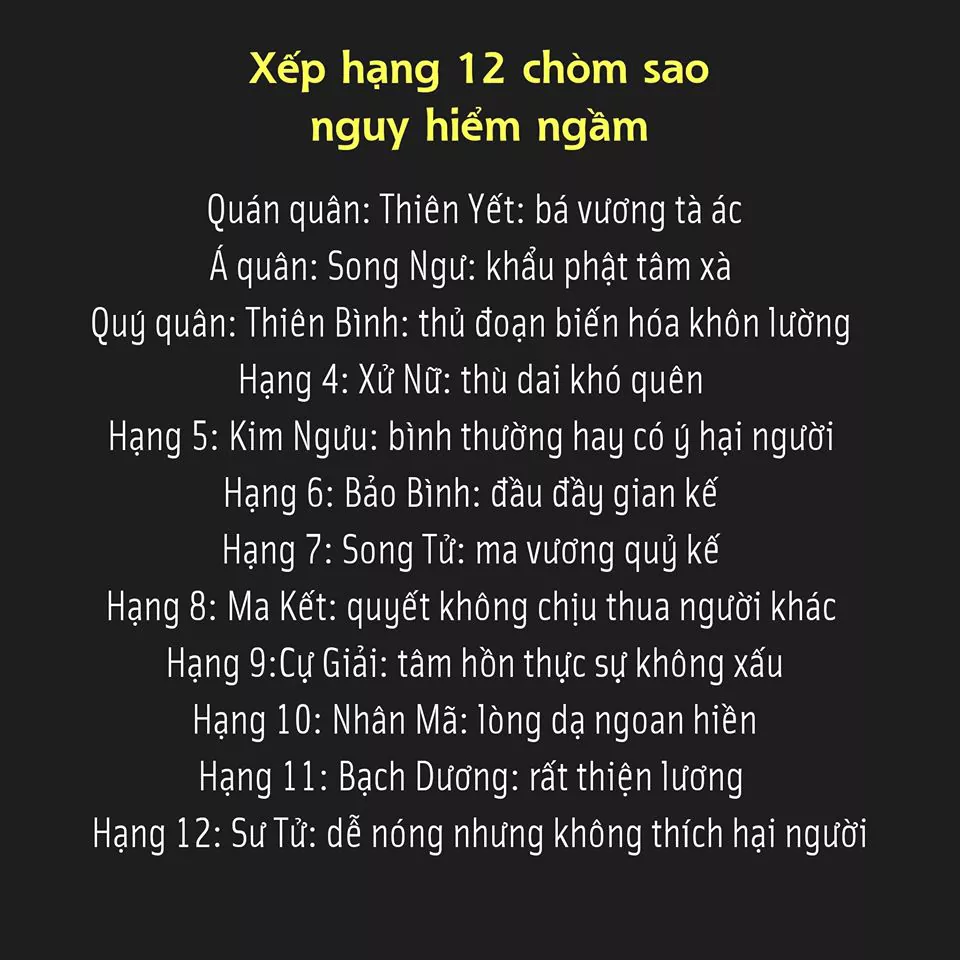 Xếp hạng 12 chòm sao
nguy hiểm ngầm
Quán quân: Thiên Yết: bá vương tà ác
Á quân: Song Ngư: khẩu phật tâm xà
Quý quân: Thiên Bình: thủ đoạn biến hóa khôn lường
Hạng 4: Xử Nữ: thù dai khó quên
Hạng 5: Kim Ngưu: bình thường hay có ý hại người
Hạng 6: Bảo Bình: đầu đầy gian kế
Hạng 7: Song Tử: ma vương quỷ kế
Hạng 8: Ma Kết: quyết không chịu thua người khác
Hạng 9:Cự Giải: tâm hồn thực sự không xấu
Hạng 10: Nhân Mã: lòng dạ ngoan hiền
Hạng 11: Bạch Dương: rất thiện lương
Hạng 12: Sư Tử: dễ nóng nhưng không thích hại người